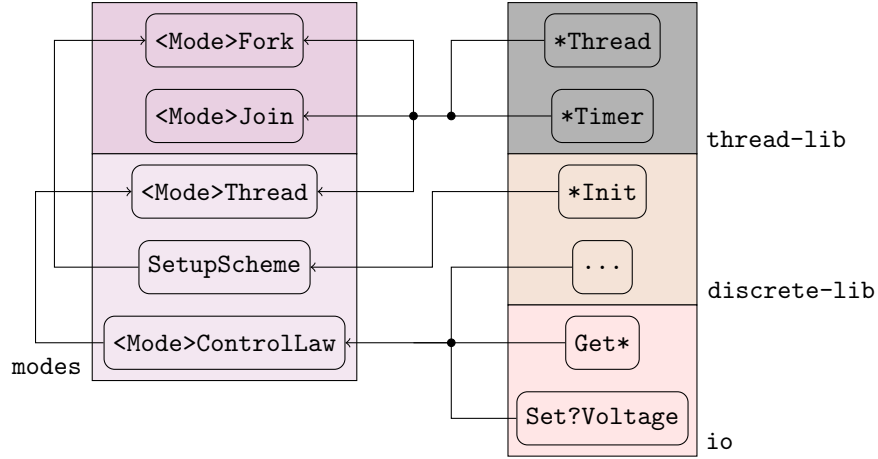 <Mode>Fork
*Thread
<Mode>Join
*Timer
thread-lib
<Mode>Thread
*Init
SetupScheme
...
discrete-lib
<Mode>ControlLaw
Get*
modes
Set?Voltage
io